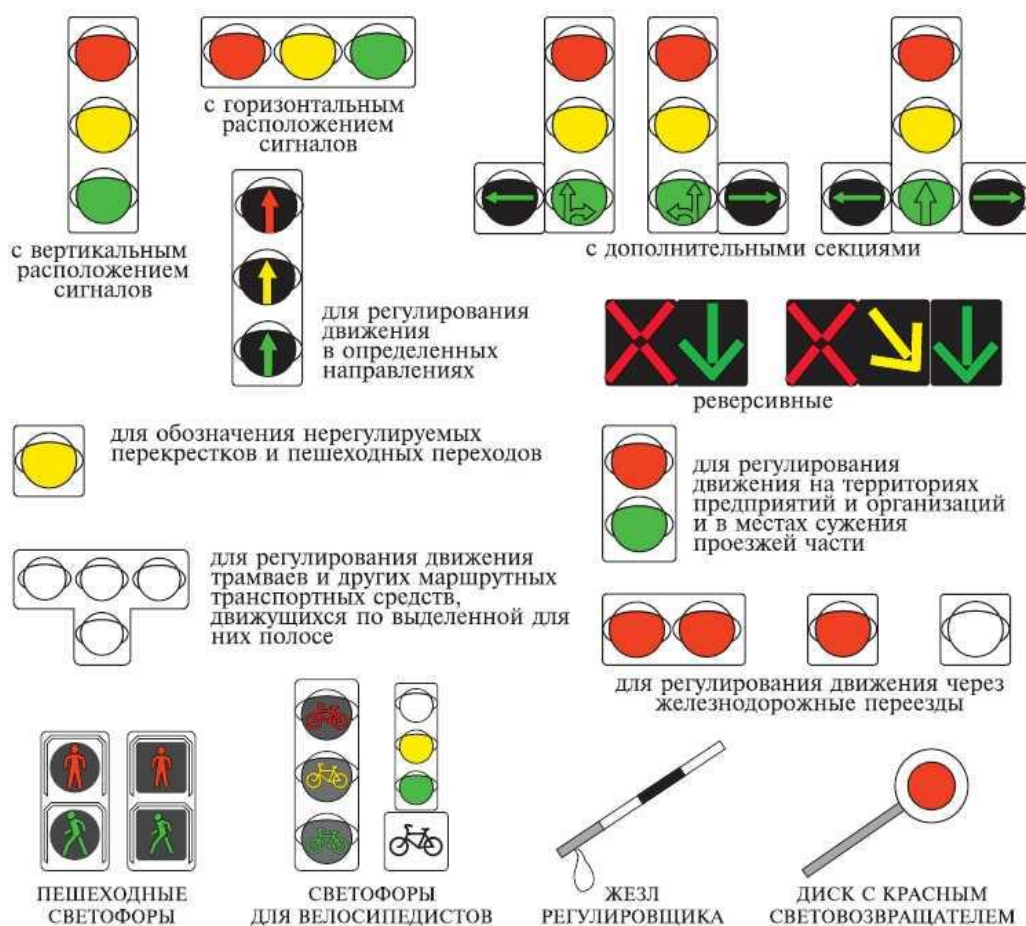 с горизонтальным
расположением
сигналов
с вертикальным
расположением
сигналов
с дополнительными секциями
для регулирования
движения
в определенных
направлениях
реверсивные
для обозначения нерегулируемых
перекрестков и пешеходных переходов
для регулирования
движения на территориях
предприятий и организаций
и в местах сужения
проезжей части
для регулирования движения
трамваев и других маршрутных
транспортных средств,
движущихся по выделенной для
них полосе
для регулирования движения через
железнодорожные переезды
ПЕШЕХОДНЫЕ
СВЕТОФОРЫ
СВЕТОФОРЫ
ДЛЯ ВЕЛОСИПЕДИСТОВ
ЖЕЗЛ
РЕГУЛИРОВЩИКА
ДИСК С КРАСНЫМ
СВЕТОВОЗВРАЩАТЕЛЕМ